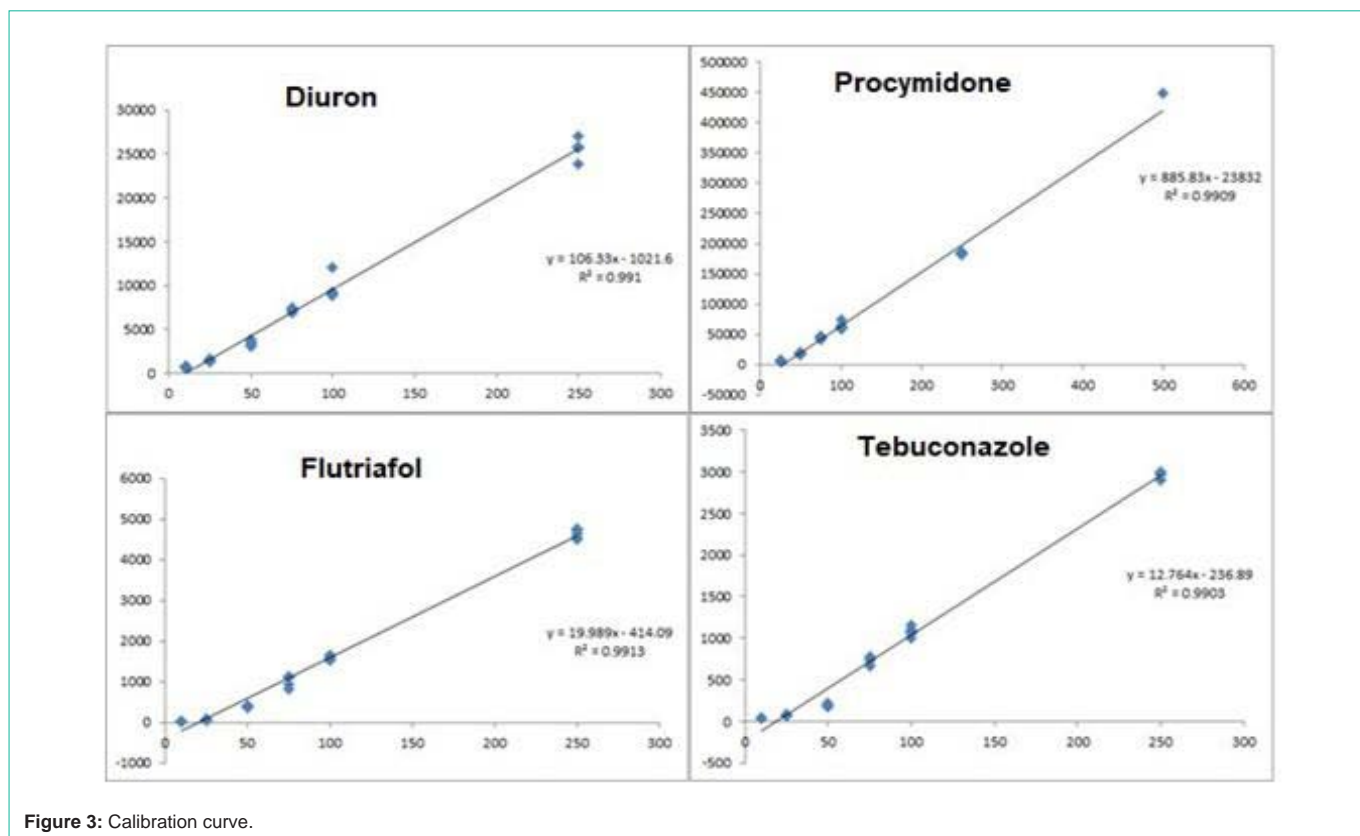 Diuron
30000
25000
20000
15000
10000
5000
0
0 50 100 150 200 250 300
y = 106.33x - 1021.6
R² = 0.991
Procymidone
500000
450000
400000
350000
300000
250000
200000
150000
100000
50000
0
-50000
0 100 200 300 400 500 600
y = 885.83x - 23832
R² = 0.9909
Flutriafol
6000
5000
4000
3000
2000
1000
0
-1000
0 50 100 150 200 250 300
y = 19.989x - 414.09
R² = 0.9913
Tebuconazole
3500
3000
2500
2000
1500
1000
500
0
-500
0 50 100 150 200 250 300
y = 12.764x - 236.89
R² = 0.9903
Figure 3: Calibration curve.